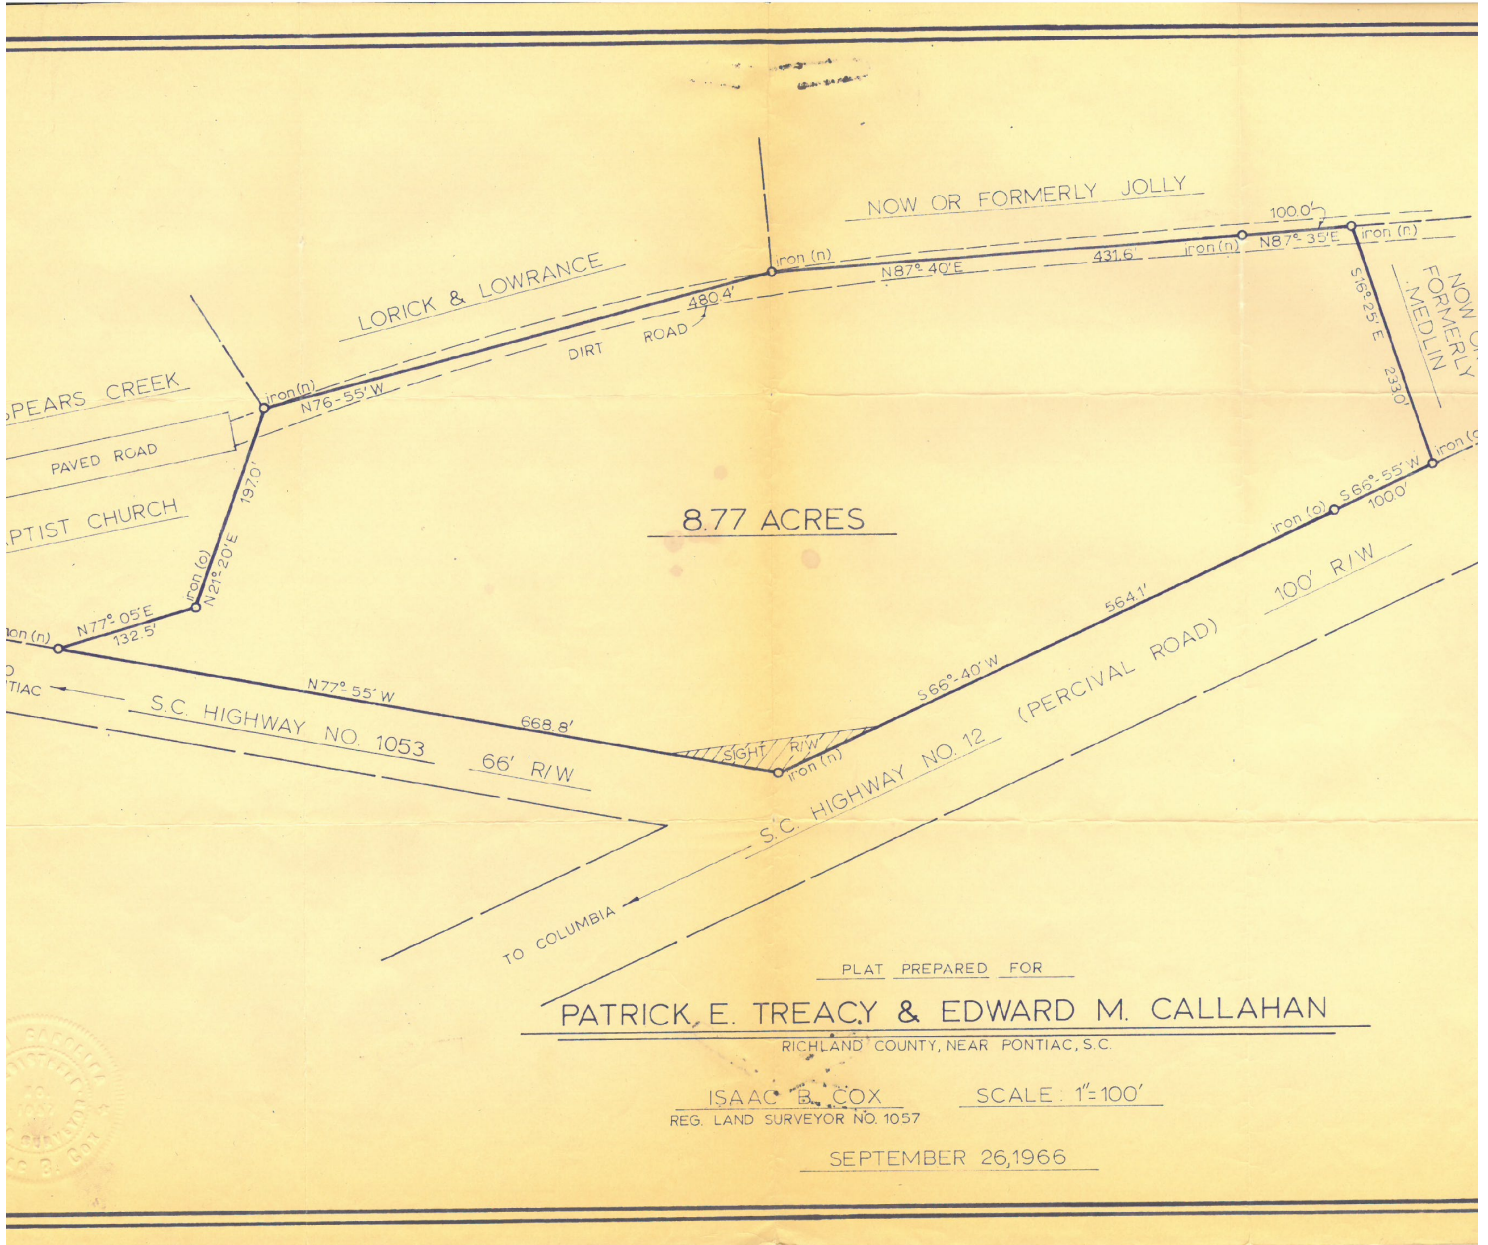 NOW OR FORMERLY JOLLY
100.0'
iron (n)
N87°-35'E
iron (n)
431.6'
N87°-40'E
iron (n)
LORICK & LOWRANCE
480.4'
DIRT ROAD
N76-55'W
iron (n)
S16°-25'E
233.0'
NOW
FORMERLY
MEDLIN
SPEARS CREEK
PAVED ROAD
APTIST CHURCH
197.0'
N21°-20'E
iron (o)
N77°-05'E
132.5'
iron (n)
8.77 ACRES
iron (o)
S66°-55'W
100.0'
iron (o)
564.1'
S66°-40'W
100' R/W
(PERCIVAL ROAD)
S.C. HIGHWAY NO. 12
TO COLUMBIA
N77°-55'W
668.8'
SIGHT R/W
iron (n)
TIAC
S.C. HIGHWAY NO. 1053
66' R/W
PLAT PREPARED FOR
PATRICK E. TREACY & EDWARD M. CALLAHAN
RICHLAND COUNTY, NEAR PONTIAC, S.C.
ISAAC B. COX
SCALE: 1"=100'
REG. LAND SURVEYOR NO. 1057
SEPTEMBER 26, 1966